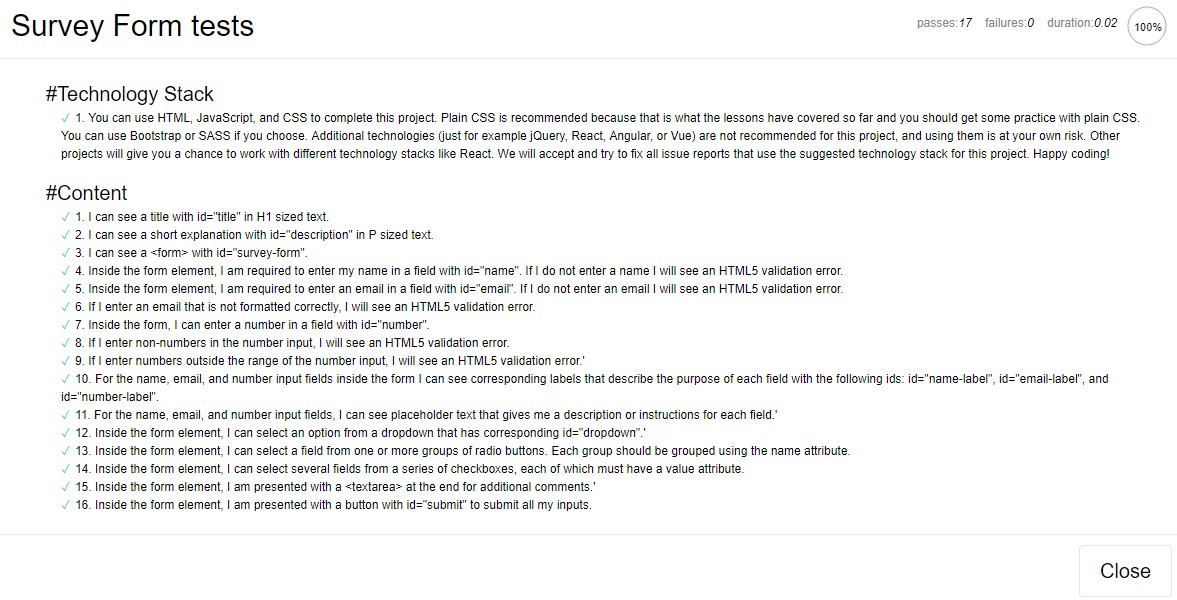 Survey Form tests
passes:17 failures:0 duration:0.02 100%
#Technology Stack
✓ 1. You can use HTML, JavaScript, and CSS to complete this project. Plain CSS is recommended because that is what the lessons have covered so far and you should get some practice with plain CSS.
You can use Bootstrap or SASS if you choose. Additional technologies (just for example jQuery, React, Angular, or Vue) are not recommended for this project, and using them is at your own risk. Other
projects will give you a chance to work with different technology stacks like React. We will accept and try to fix all issue reports that use the suggested technology stack for this project. Happy coding!
#Content
✓ 1. I can see a title with id="title" in H1 sized text.
✓ 2. I can see a short explanation with id="description" in P sized text.
✓ 3. I can see a <form> with id="survey-form".
✓ 4. Inside the form element, I am required to enter my name in a field with id="name". If I do not enter a name I will see an HTML5 validation error.
✓ 5. Inside the form element, I am required to enter an email in a field with id="email". If I do not enter an email I will see an HTML5 validation error.
✓ 6. If I enter an email that is not formatted correctly, I will see an HTML5 validation error.
✓ 7. Inside the form, I can enter a number in a field with id="number".
✓ 8. If I enter non-numbers in the number input, I will see an HTML5 validation error.
✓ 9. If I enter numbers outside the range of the number input, I will see an HTML5 validation error.'
✓ 10. For the name, email, and number input fields inside the form I can see corresponding labels that describe the purpose of each field with the following ids: id="name-label", id="email-label", and
id="number-label".
✓ 11. For the name, email, and number input fields, I can see placeholder text that gives me a description or instructions for each field.'
✓ 12. Inside the form element, I can select an option from a dropdown that has corresponding id="dropdown".'
✓ 13. Inside the form element, I can select a field from one or more groups of radio buttons. Each group should be grouped using the name attribute.
✓ 14. Inside the form element, I can select several fields from a series of checkboxes, each of which must have a value attribute.
✓ 15. Inside the form element, I am presented with a <textarea> at the end for additional comments.'
✓ 16. Inside the form element, I am presented with a button with id="submit" to submit all my inputs.
Close